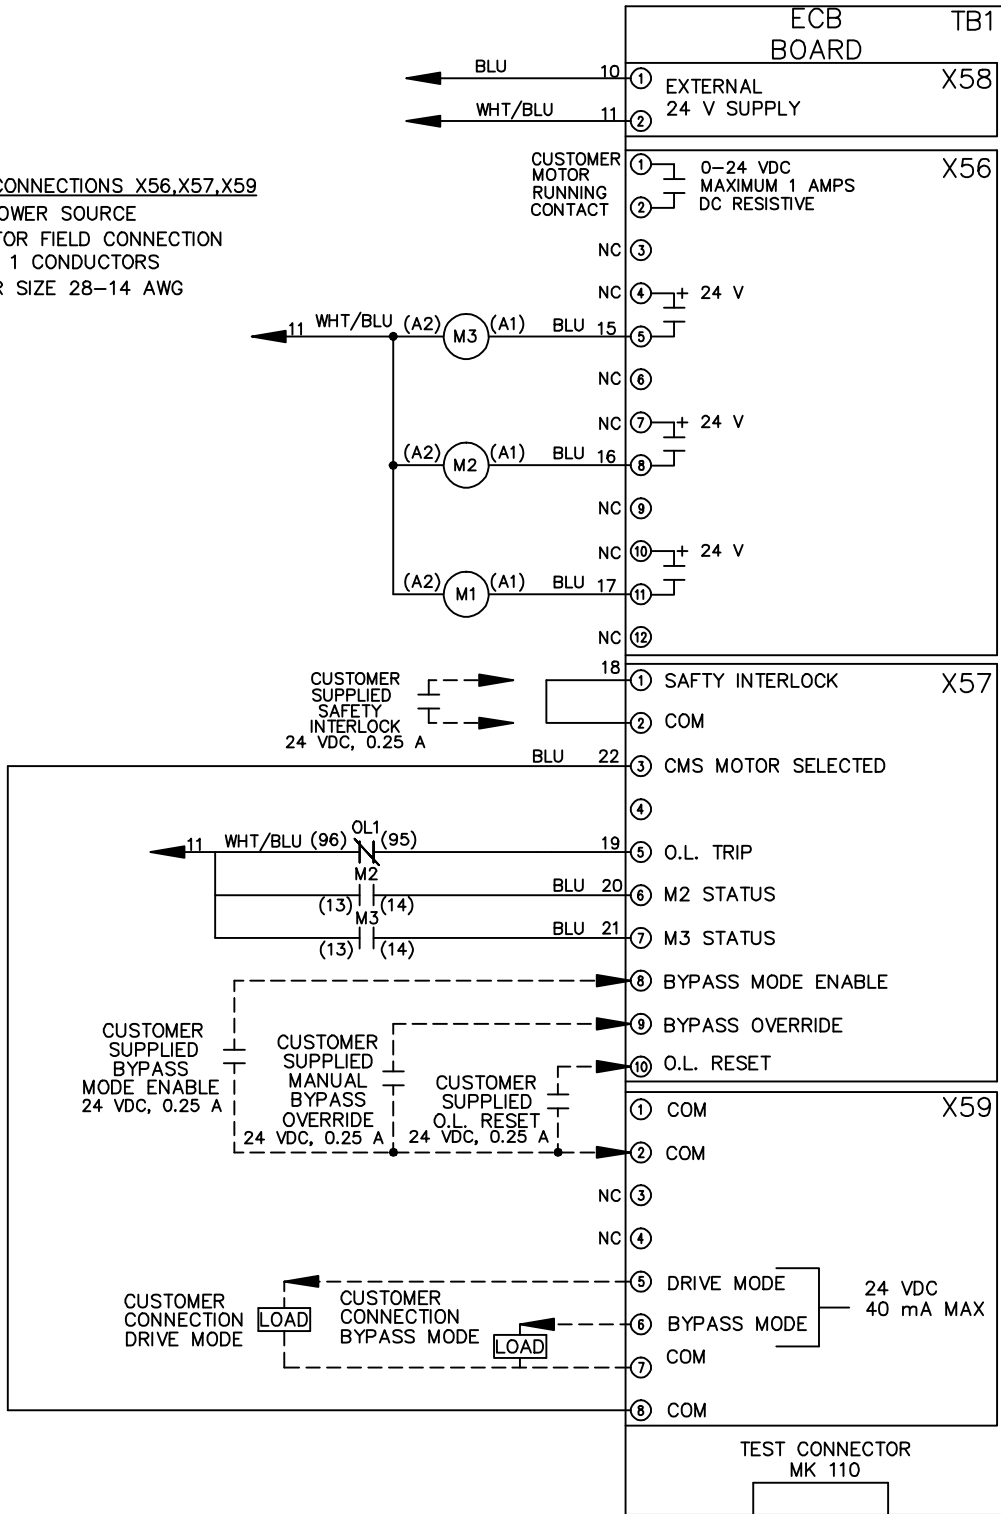 ECB TB1
BOARD
BLU 10 1 EXTERNAL X58
WHT/BLU 11 2 24 V SUPPLY
CONNECTIONS X56,X57,X59
OWER SOURCE
TOR FIELD CONNECTION
1 CONDUCTORS
R SIZE 28-14 AWG
CUSTOMER
MOTOR
RUNNING
CONTACT
1 2
0-24 VDC
MAXIMUM 1 AMPS
DC RESISTIVE
X56
NC 3
NC 4 + 24 V
11 WHT/BLU (A2) M3 (A1) BLU 15 5
NC 6
NC 7 + 24 V
(A2) M2 (A1) BLU 16 8
NC 9
NC 10 + 24 V
(A2) M1 (A1) BLU 17 11
NC 12
CUSTOMER
SUPPLIED
SAFETY
INTERLOCK
24 VDC, 0.25 A
18 1 SAFTY INTERLOCK X57
2 COM
BLU 22 3 CMS MOTOR SELECTED
4
11 WHT/BLU (96) OL1 (95) 19 5 O.L. TRIP
M2
(13) (14) BLU 20 6 M2 STATUS
M3
(13) (14) BLU 21 7 M3 STATUS
8 BYPASS MODE ENABLE
9 BYPASS OVERRIDE
10 O.L. RESET
CUSTOMER
SUPPLIED
BYPASS
MODE ENABLE
24 VDC, 0.25 A
CUSTOMER
SUPPLIED
MANUAL
BYPASS
OVERRIDE
24 VDC, 0.25 A
CUSTOMER
SUPPLIED
O.L. RESET
24 VDC, 0.25 A
1 COM X59
2 COM
NC 3
NC 4
5 DRIVE MODE
6 BYPASS MODE
24 VDC
40 mA MAX
7 COM
8 COM
CUSTOMER
CONNECTION
DRIVE MODE
LOAD
CUSTOMER
CONNECTION
BYPASS MODE
LOAD
TEST CONNECTOR
MK 110